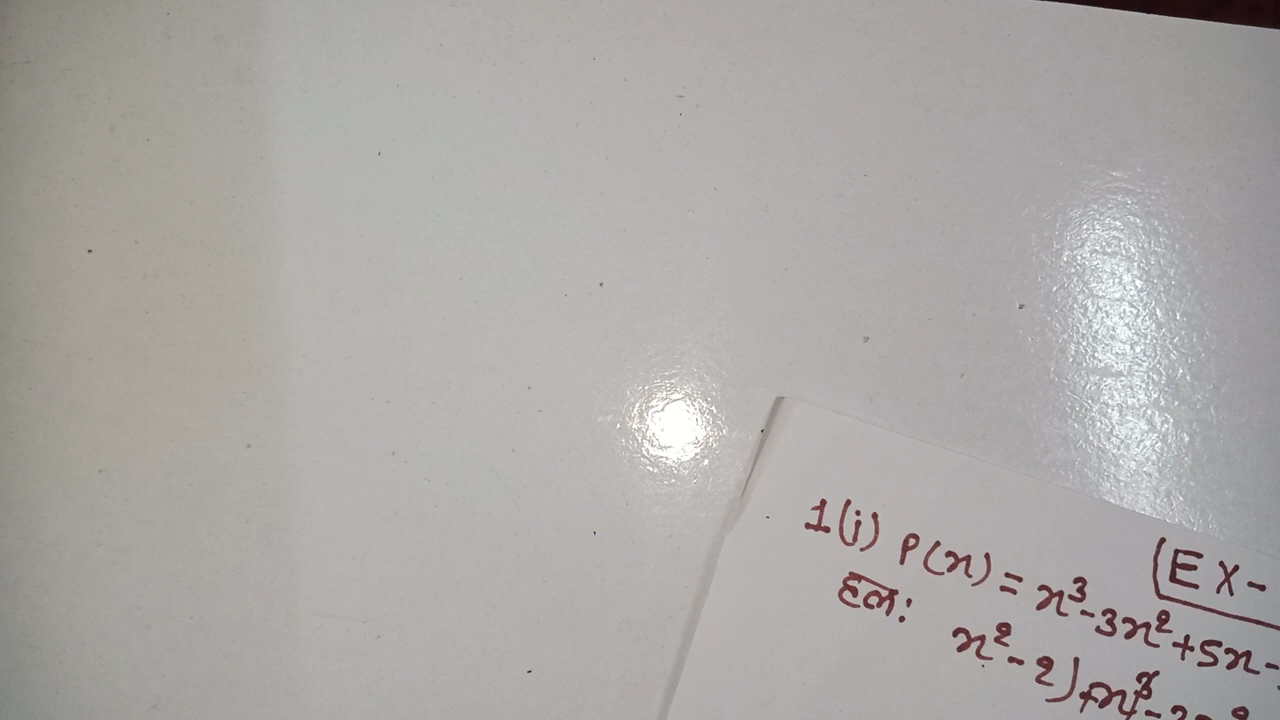 (EX-
1(i) P(x) = x³-3x²+5x-
हल:
x²-2)